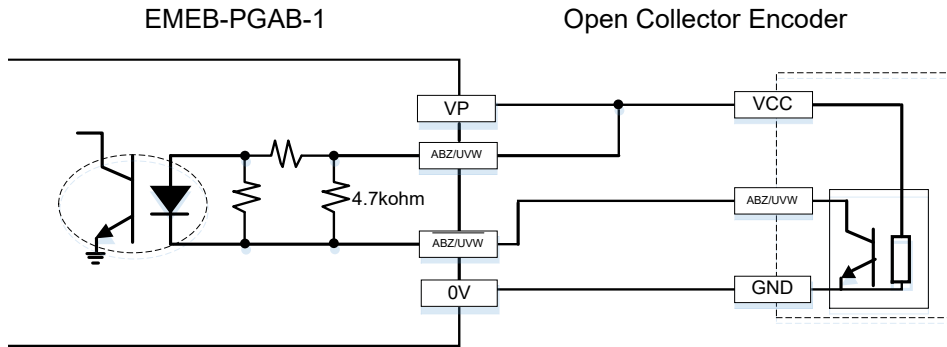 EMEB-PGAB-1
Open Collector Encoder
VP
VCC
ABZ/UVW
4.7kohm
ABZ/UVW
ABZ/UVW
0V
GND